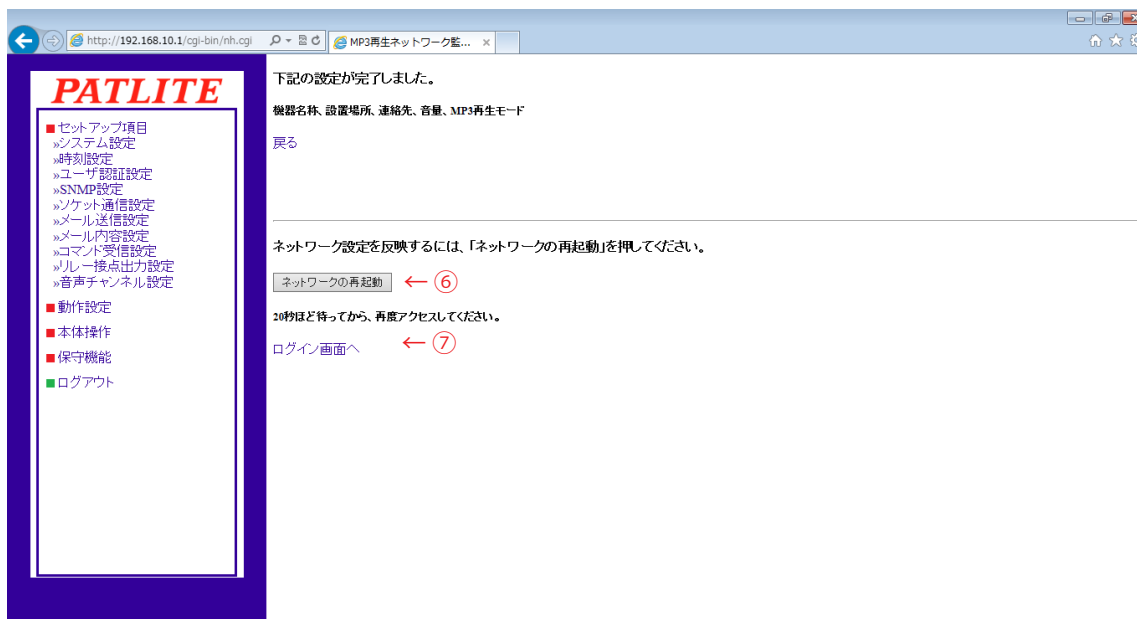 http://192.168.10.1/cgi-bin/nh.cgi
MP3再生ネットワーク監...
PATLITE
セットアップ項目
»システム設定
»時刻設定
»ユーザ認証設定
»SNMP設定
»ソケット通信設定
»メール送信設定
»メール内容設定
»コマンド受信設定
»リレー接点出力設定
»音声チャンネル設定
動作設定
本体操作
保守機能
ログアウト
下記の設定が完了しました。
機器名称、設置場所、連絡先、音量、MP3再生モード
戻る
ネットワーク設定を反映するには、「ネットワークの再起動」を押してください。
ネットワークの再起動 ← ⑥
20秒ほど待ってから、再度アクセスしてください。
ログイン画面へ ← ⑦